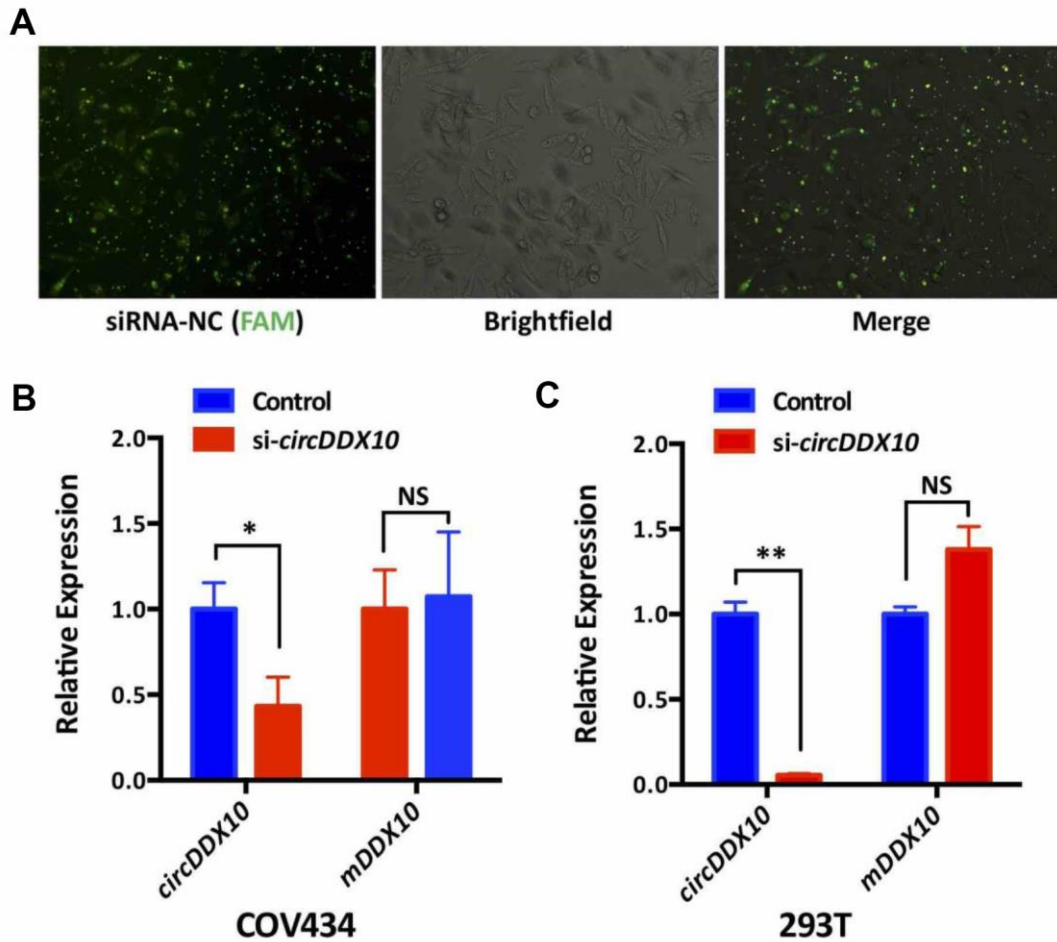 A
siRNA-NC (FAM)
Brightfield
Merge
B
Control
si-circDDX10
Relative Expression
2.0
1.5
1.0
0.5
0.0
*
NS
circDDX10
mDDX10
COV434
C
Control
si-circDDX10
Relative Expression
2.0
1.5
1.0
0.5
0.0
**
NS
circDDX10
mDDX10
293T